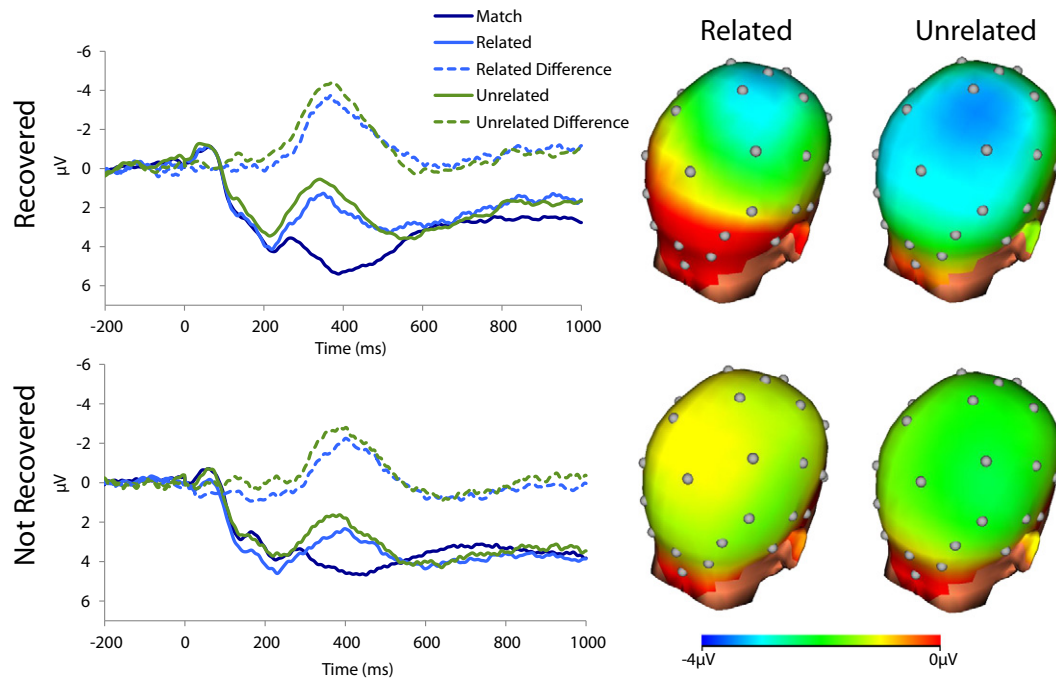 Match
Related
Related Difference
Unrelated
Unrelated Difference
Related
Unrelated
Recovered
µV
-6
-4
-2
0
2
4
6
-200
0
200
400
600
800
1000
Time (ms)
Not Recovered
µV
-6
-4
-2
0
2
4
6
-200
0
200
400
600
800
1000
Time (ms)
-4µV
0µV